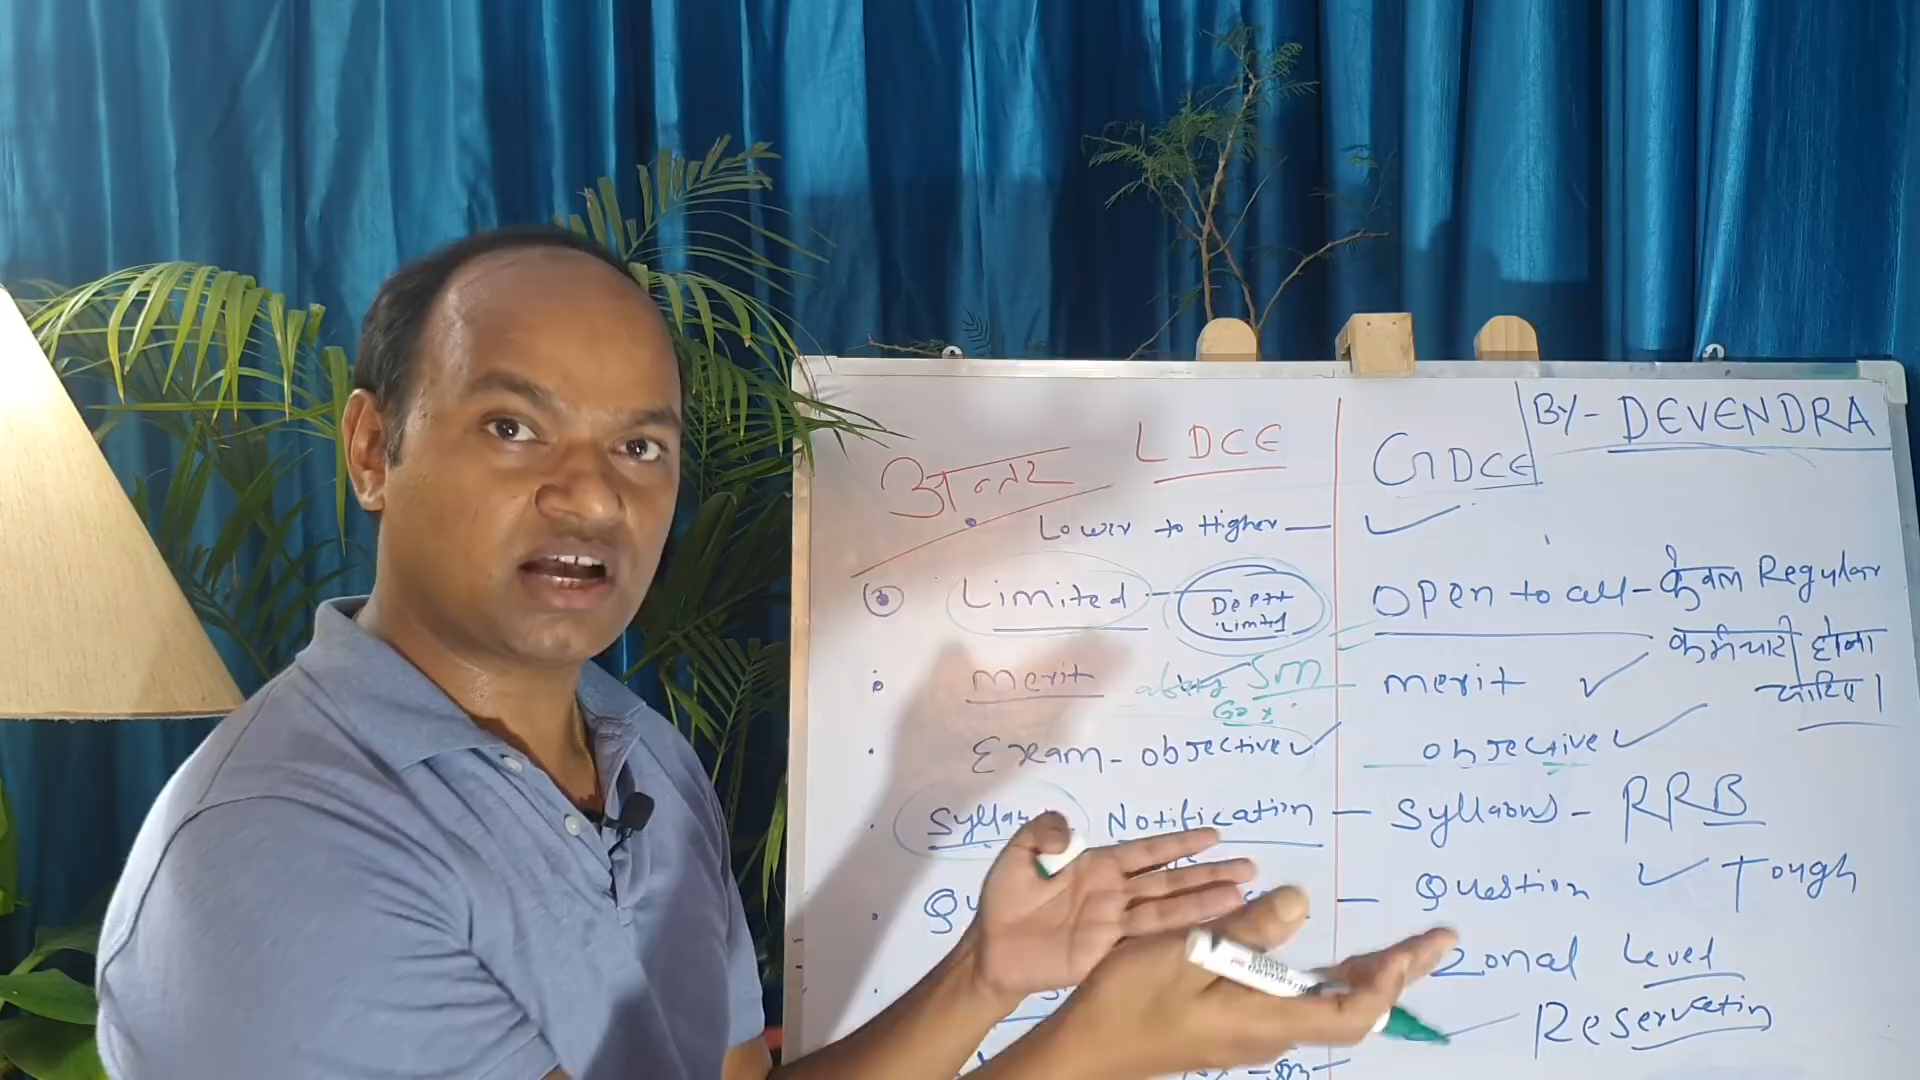 BY- DEVENDRA
अन्तर LDCE GDCE
Lower to Higher —
Limited — Deptt Limted
Open to all - केवल Regular कर्मचारी होना चाहिए।
merit SM merit
Exam - objective objective
Notification — Syllabus - RRB
— Question Tough
Zonal Level
Reservation